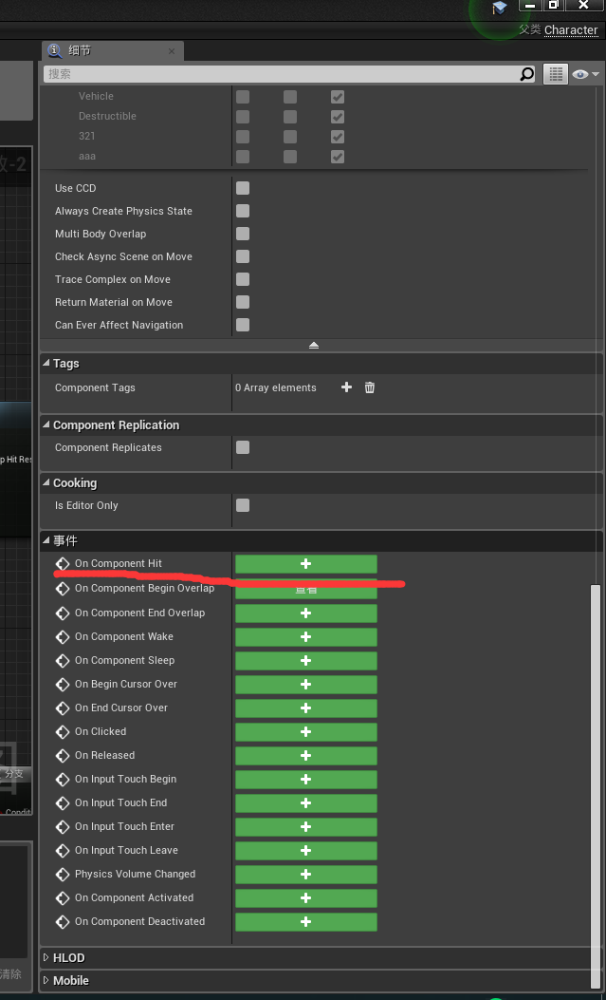 父类 Character
细节
搜索
Vehicle
Destructible
321
aaa
Use CCD
Always Create Physics State
Multi Body Overlap
Check Async Scene on Move
Trace Complex on Move
Return Material on Move
Can Ever Affect Navigation
Tags
Component Tags 0 Array elements
Component Replication
Component Replicates
Cooking
Is Editor Only
事件
On Component Hit
On Component Begin Overlap 查看
On Component End Overlap
On Component Wake
On Component Sleep
On Begin Cursor Over
On End Cursor Over
On Clicked
On Released
On Input Touch Begin
On Input Touch End
On Input Touch Enter
On Input Touch Leave
Physics Volume Changed
On Component Activated
On Component Deactivated
HLOD
Mobile
-2
p Hit Res
分支
Condit
清除